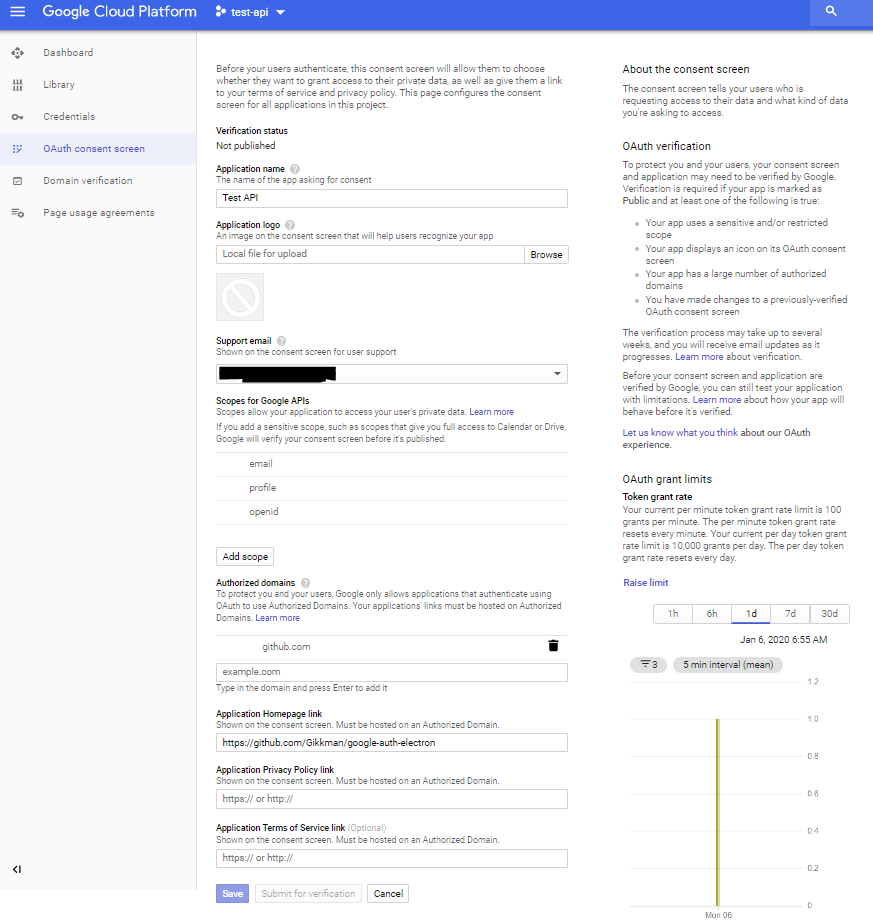 Google Cloud Platform
test-api
Dashboard
Library
Credentials
OAuth consent screen
Domain verification
Page usage agreements
Before your users authenticate, this consent screen will allow them to choose
whether they want to grant access to their private data, as well as give them a link
to your terms of service and privacy policy. This page configures the consent
screen for all applications in this project.
Verification status
Not published
Application name ?
The name of the app asking for consent
Test API
Application logo ?
An image on the consent screen that will help users recognize your app
Local file for upload
Browse
Support email ?
Shown on the consent screen for user support
Scopes for Google APIs
Scopes allow your application to access your user's private data. Learn more
If you add a sensitive scope, such as scopes that give you full access to Calendar or Drive,
Google will verify your consent screen before it's published.
email
profile
openid
Add scope
Authorized domains ?
To protect you and your users, Google only allows applications that authenticate using
OAuth to use Authorized Domains. Your applications' links must be hosted on Authorized
Domains. Learn more
github.com
example.com
Type in the domain and press Enter to add it
Application Homepage link
Shown on the consent screen. Must be hosted on an Authorized Domain.
https://github.com/Gikkman/google-auth-electron
Application Privacy Policy link
Shown on the consent screen. Must be hosted on an Authorized Domain.
https:// or http://
Application Terms of Service link (Optional)
Shown on the consent screen. Must be hosted on an Authorized Domain.
https:// or http://
Save
Submit for verification
Cancel
About the consent screen
The consent screen tells your users who is
requesting access to their data and what kind of data
you're asking to access.
OAuth verification
To protect you and your users, your consent screen
and application may need to be verified by Google.
Verification is required if your app is marked as
Public and at least one of the following is true:
Your app uses a sensitive and/or restricted
scope
Your app displays an icon on its OAuth consent
screen
Your app has a large number of authorized
domains
You have made changes to a previously-verified
OAuth consent screen
The verification process may take up to several
weeks, and you will receive email updates as it
progresses. Learn more about verification.
Before your consent screen and application are
verified by Google, you can still test your application
with limitations. Learn more about how your app will
behave before it's verified.
Let us know what you think about our OAuth
experience.
OAuth grant limits
Token grant rate
Your current per minute token grant rate limit is 100
grants per minute. The per minute token grant rate
resets every minute. Your current per day token grant
rate limit is 10,000 grants per day. The per day token
grant rate resets every day.
Raise limit
1h
6h
1d
7d
30d
Jan 6, 2020 6:55 AM
3
5 min interval (mean)
1.2
1.0
0.8
0.6
0.4
0.2
0
Mon 06